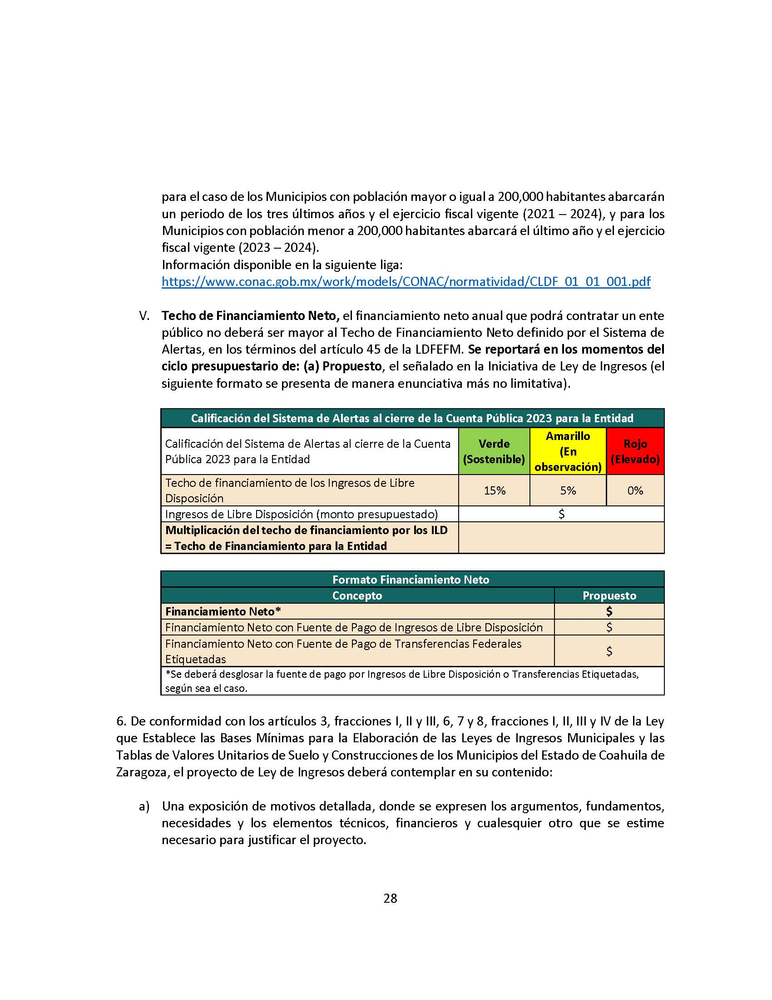 para el caso de los Municipios con población mayor o igual a 200,000 habitantes abarcarán
un periodo de los tres últimos años y el ejercicio fiscal vigente (2021 – 2024), y para los
Municipios con población menor a 200,000 habitantes abarcará el último año y el ejercicio
fiscal vigente (2023 – 2024).
Información disponible en la siguiente liga:
https://www.conac.gob.mx/work/models/CONAC/normatividad/CLDF_01_01_001.pdf
V. Techo de Financiamiento Neto, el financiamiento neto anual que podrá contratar un ente
público no deberá ser mayor al Techo de Financiamiento Neto definido por el Sistema de
Alertas, en los términos del artículo 45 de la LDFEFM. Se reportará en los momentos del
ciclo presupuestario de: (a) Propuesto, el señalado en la Iniciativa de Ley de Ingresos (el
siguiente formato se presenta de manera enunciativa más no limitativa).
Calificación del Sistema de Alertas al cierre de la Cuenta Pública 2023 para la Entidad
Calificación del Sistema de Alertas al cierre de la Cuenta
Pública 2023 para la Entidad
Verde
(Sostenible)
Amarillo
(En
observación)
Rojo
(Elevado)
Techo de financiamiento de los Ingresos de Libre
Disposición
15%
5%
0%
Ingresos de Libre Disposición (monto presupuestado)
$
Multiplicación del techo de financiamiento por los ILD
= Techo de Financiamiento para la Entidad
Formato Financiamiento Neto
Concepto
Propuesto
Financiamiento Neto*
$
Financiamiento Neto con Fuente de Pago de Ingresos de Libre Disposición
$
Financiamiento Neto con Fuente de Pago de Transferencias Federales
Etiquetadas
$
*Se deberá desglosar la fuente de pago por Ingresos de Libre Disposición o Transferencias Etiquetadas,
según sea el caso.
6. De conformidad con los artículos 3, fracciones I, II y III, 6, 7 y 8, fracciones I, II, III y IV de la Ley
que Establece las Bases Mínimas para la Elaboración de las Leyes de Ingresos Municipales y las
Tablas de Valores Unitarios de Suelo y Construcciones de los Municipios del Estado de Coahuila de
Zaragoza, el proyecto de Ley de Ingresos deberá contemplar en su contenido:
a) Una exposición de motivos detallada, donde se expresen los argumentos, fundamentos,
necesidades y los elementos técnicos, financieros y cualesquier otro que se estime
necesario para justificar el proyecto.
28